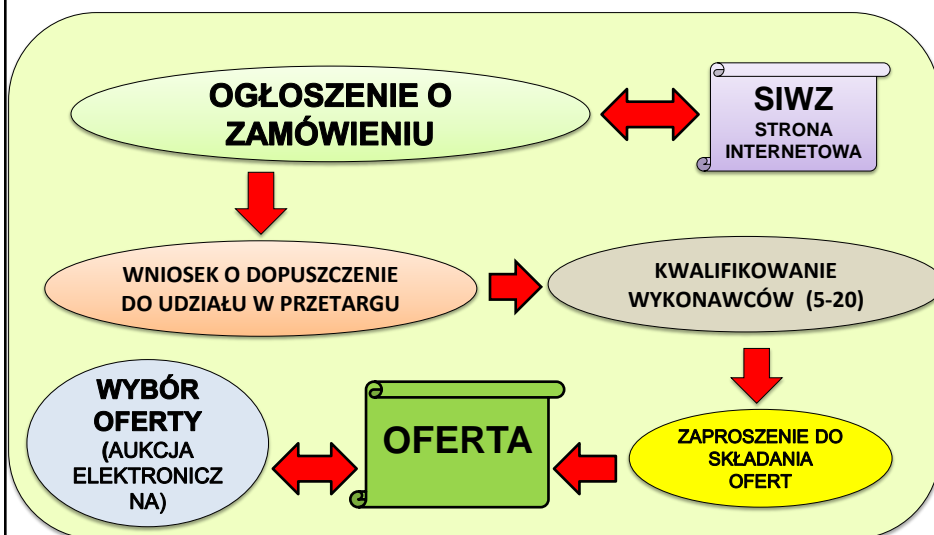 OGŁOSZENIE O
ZAMÓWIENIU
SIWZ
STRONA
INTERNETOWA
WNIOSEK O DOPUSZCZENIE
DO UDZIAŁU W PRZETARGU
KWALIFIKOWANIE
WYKONAWCÓW (5-20)
WYBÓR
OFERTY
(AUKCJA
ELEKTRONICZ
NA)
OFERTA
ZAPROSZENIE DO
SKŁADANIA
OFERT